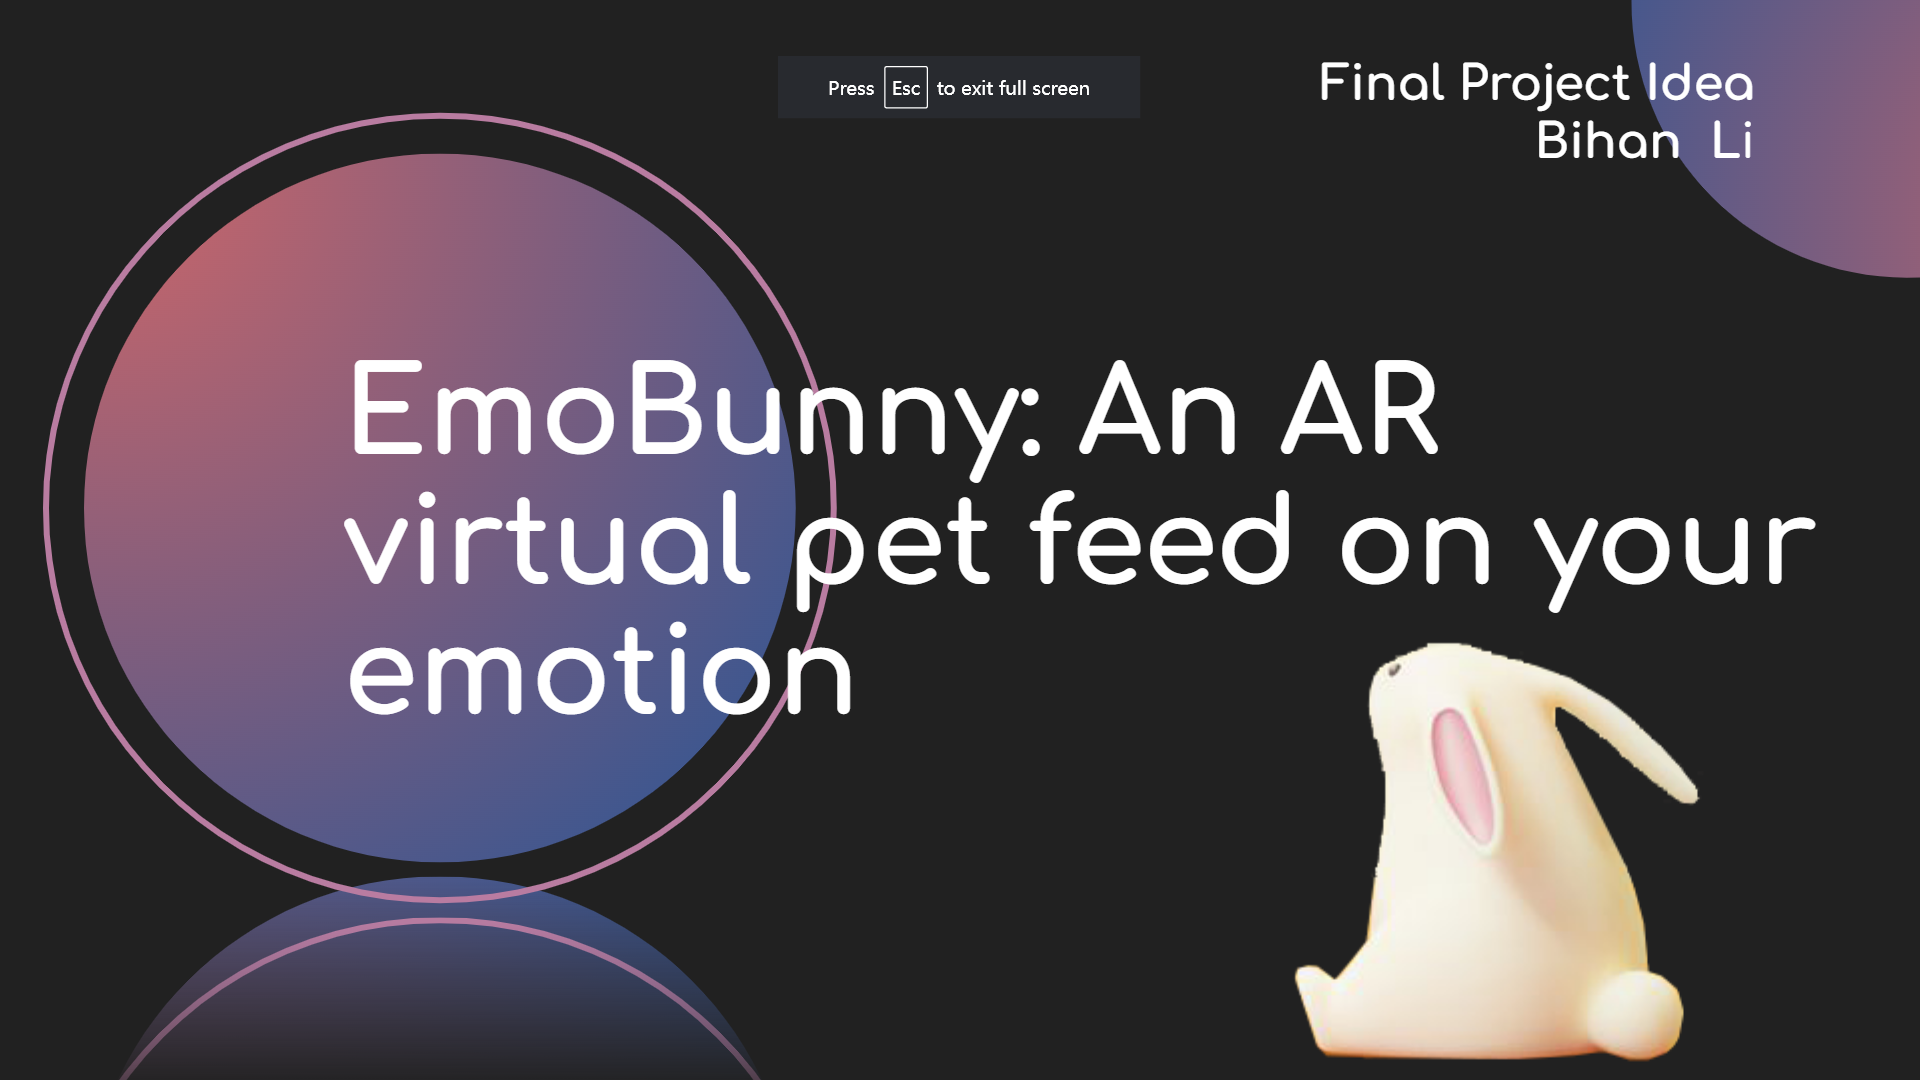 Press Esc to exit full screen
Final Project Idea
Bihan Li
EmoBunny: An AR
virtual pet feed on your
emotion